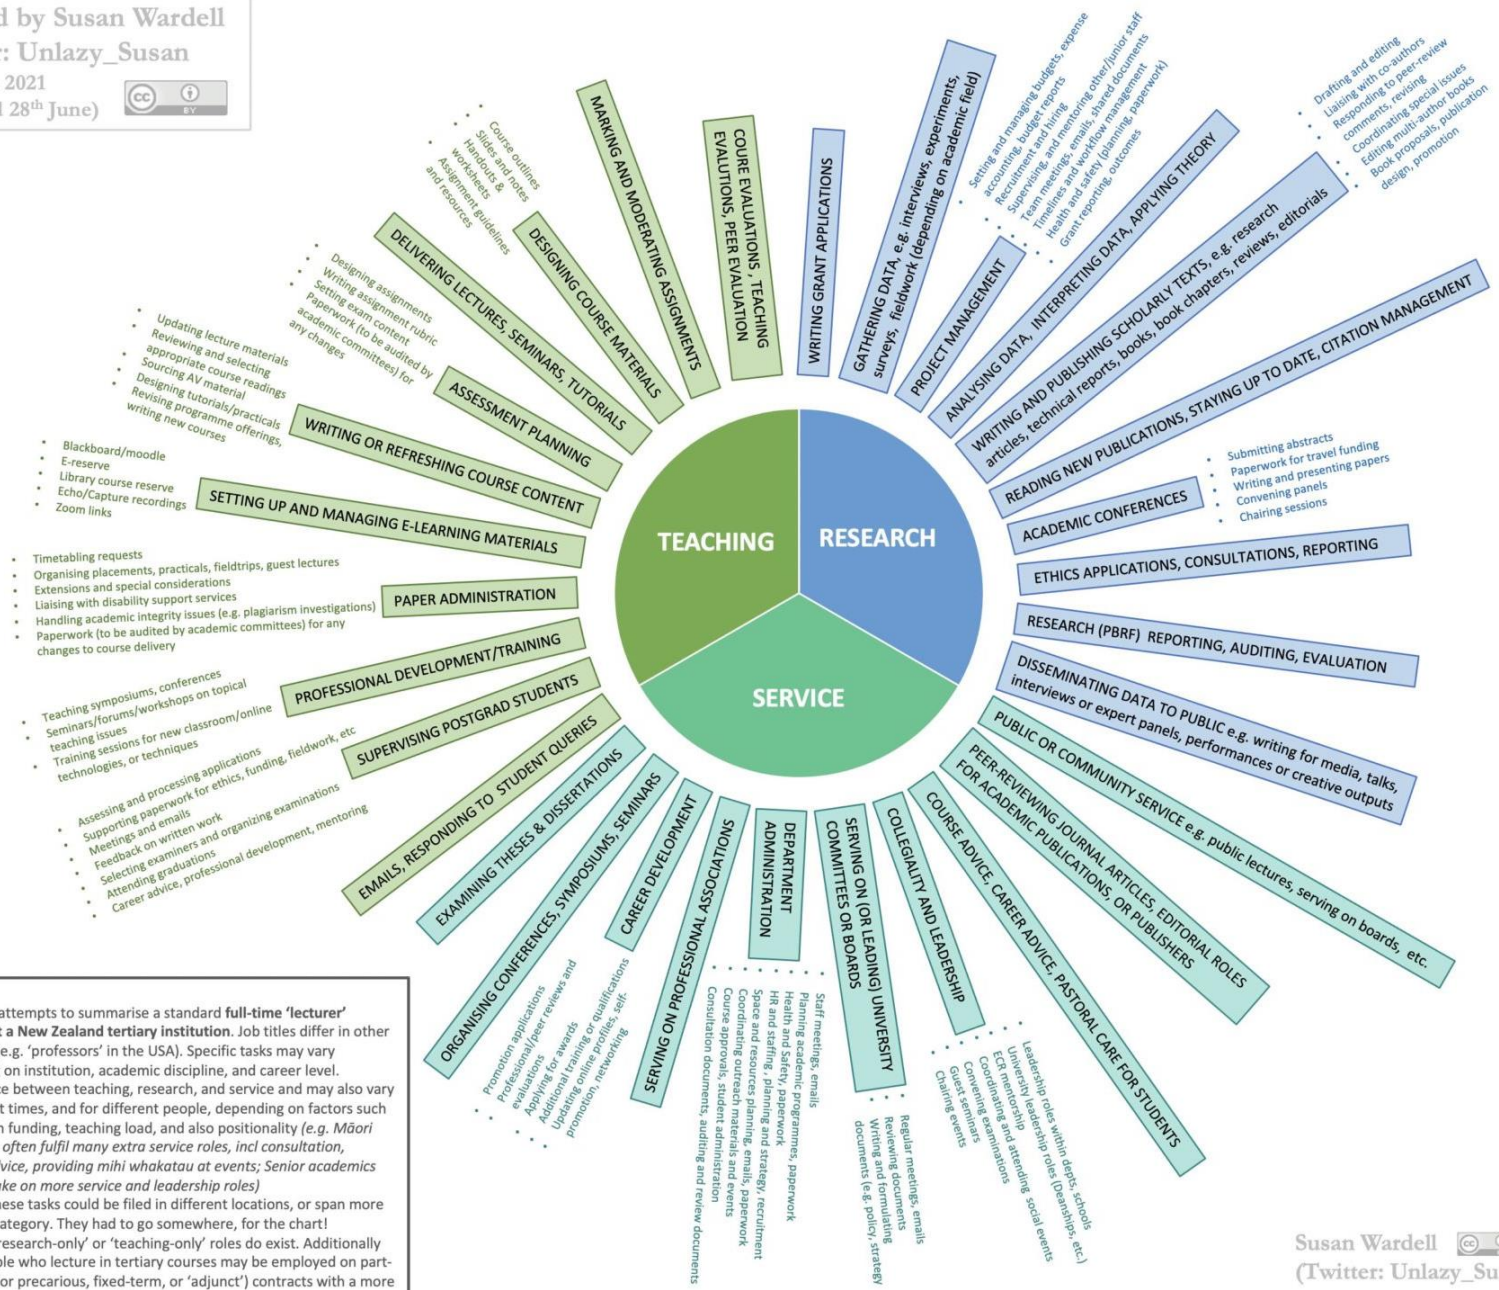 d by Susan Wardell
r: Unlazy_Susan
2021
28th June)
cc
BY
TEACHING
RESEARCH
SERVICE
COURE EVALUATIONS , TEACHING
EVALUTIONS, PEER EVALUATION
MARKING AND MODERATING ASSIGNMENTS
DESIGNING COURSE MATERIALS
• Course outlines
• Slides and notes
• Handouts &
worksheets
• Assignment guidelines
and resources
DELIVERING LECTURES, SEMINARS, TUTORIALS
ASSESSMENT PLANNING
• Designing assignments
• Writing assignment rubric
• Setting exam content
• Paperwork (to be audited by
academic committees) for
any changes
WRITING OR REFRESHING COURSE CONTENT
• Updating lecture materials
• Reviewing and selecting
appropriate course readings
• Sourcing AV material
• Designing tutorials/practicals
• Revising programme offerings,
writing new courses
SETTING UP AND MANAGING E-LEARNING MATERIALS
• Blackboard/moodle
• E-reserve
• Library course reserve
• Echo/Capture recordings
• Zoom links
PAPER ADMINISTRATION
• Timetabling requests
• Organising placements, practicals, fieldtrips, guest lectures
• Extensions and special considerations
• Liaising with disability support services
• Handling academic integrity issues (e.g. plagiarism investigations)
• Paperwork (to be audited by academic committees) for any
changes to course delivery
PROFESSIONAL DEVELOPMENT/TRAINING
• Teaching symposiums, conferences
• Seminars/forums/workshops on topical
teaching issues
• Training sessions for new classroom/online
technologies, or techniques
SUPERVISING POSTGRAD STUDENTS
• Assessing and processing applications
• Supporting paperwork for ethics, funding, fieldwork, etc
• Meetings and emails
• Feedback on written work
• Selecting examiners and organizing examinations
• Attending graduations
• Career advice, professional development, mentoring
EMAILS, RESPONDING TO STUDENT QUERIES
WRITING GRANT APPLICATIONS
GATHERING DATA, e.g. interviews, experiments,
surveys, fieldwork (depending on academic field)
PROJECT MANAGEMENT
• Setting and managing budgets, expense
accounting, budget reports
• Recruitment and hiring
• Supervising, and mentoring other/junior staff
• Team meetings, emails, shared documents
• Timelines and workflow management
• Health and safety (planning, paperwork)
• Grant reporting, outcomes
ANALYSING DATA, INTERPRETING DATA, APPLYING THEORY
WRITING AND PUBLISHING SCHOLARLY TEXTS, e.g. research
articles, technical reports, books, book chapters, reviews, editorials
• Drafting and editing
• Liaising with co-authors
• Responding to peer-review
comments, revising
• Coordinating special issues
• Editing multi-author books
• Book proposals, publication
design, promotion
READING NEW PUBLICATIONS, STAYING UP TO DATE, CITATION MANAGEMENT
ACADEMIC CONFERENCES
• Submitting abstracts
• Paperwork for travel funding
• Writing and presenting papers
• Convening panels
• Chairing sessions
ETHICS APPLICATIONS, CONSULTATIONS, REPORTING
RESEARCH (PBRF) REPORTING, AUDITING, EVALUATION
DISSEMINATING DATA TO PUBLIC e.g. writing for media, talks,
interviews or expert panels, performances or creative outputs
PUBLIC OR COMMUNITY SERVICE e.g. public lectures, serving on boards, etc.
PEER-REVIEWING JOURNAL ARTICLES, EDITORIAL ROLES
FOR ACADEMIC PUBLICATIONS, OR PUBLISHERS
COURSE ADVICE, CAREER ADVICE, PASTORAL CARE FOR STUDENTS
COLLEGIALITY AND LEADERSHIP
• Leadership roles within depts, schools
• University leadership roles (Deanships, etc.)
• ECR mentorship
• Coordinating and attending social events
• Convening examinations
• Guest seminars
• Chairing events
SERVING ON (OR LEADING) UNIVERSITY
COMMITTEES OR BOARDS
• Regular meetings, emails
• Reviewing documents
• Writing and formulating
documents (e.g. policy, strategy
DEPARTMENT
ADMINISTRATION
• Staff meetings, emails
• Planning academic programmes, paperwork
• Health and Safety, paperwork
• HR and staffing , planning and strategy, recruitment
• Space and resources planning, emails, paperwork
• Coordinating outreach materials and events
• Course approvals, student administration
• Consultation documents, auditing and review documents
SERVING ON PROFESSIONAL ASSOCIATIONS
CAREER DEVELOPMENT
• Promotion applications
• Professional/peer reviews and
evaluations
• Applying for awards
• Additional training or qualifications
• Updating online profiles, self-
promotion, networking
ORGANISING CONFERENCES, SYMPOSIUMS, SEMINARS
EXAMINING THESES & DISSERTATIONS
attempts to summarise a standard full-time ‘lecturer’
t a New Zealand tertiary institution. Job titles differ in other
e.g. ‘professors’ in the USA). Specific tasks may vary
on institution, academic discipline, and career level.
ce between teaching, research, and service and may also vary
t times, and for different people, depending on factors such
n funding, teaching load, and also positionality (e.g. Māori
often fulfil many extra service roles, incl consultation,
vice, providing mihi whakatau at events; Senior academics
ake on more service and leadership roles)
hese tasks could be filed in different locations, or span more
ategory. They had to go somewhere, for the chart!
research-only’ or ‘teaching-only’ roles do exist. Additionally
ple who lecture in tertiary courses may be employed on part-
or precarious, fixed-term, or ‘adjunct’) contracts with a more
Susan Wardell
(Twitter: Unlazy_Su